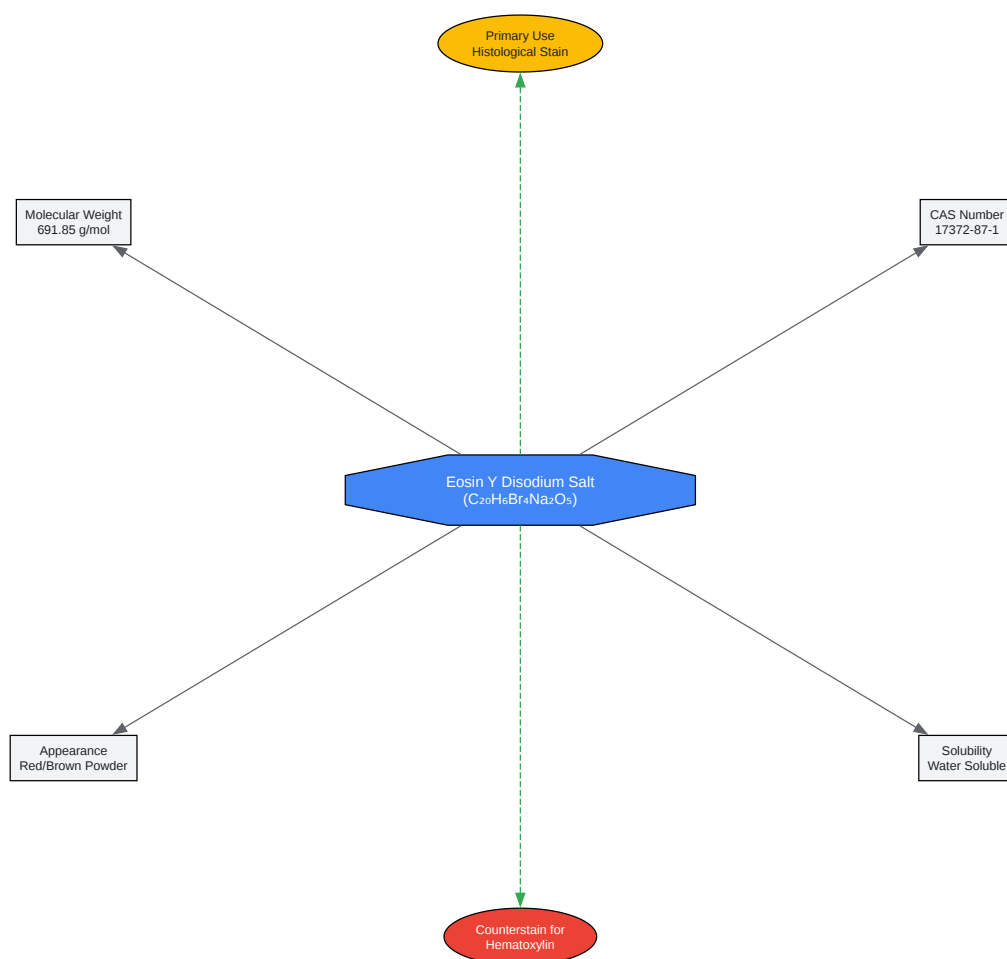 Primary Use
Histological Stain
Molecular Weight
691.85 g/mol
CAS Number
17372-87-1
Eosin Y Disodium Salt
(C₂₀H₆Br₄Na₂O₅)
Appearance
Red/Brown Powder
Solubility
Water Soluble
Counterstain for
Hematoxylin